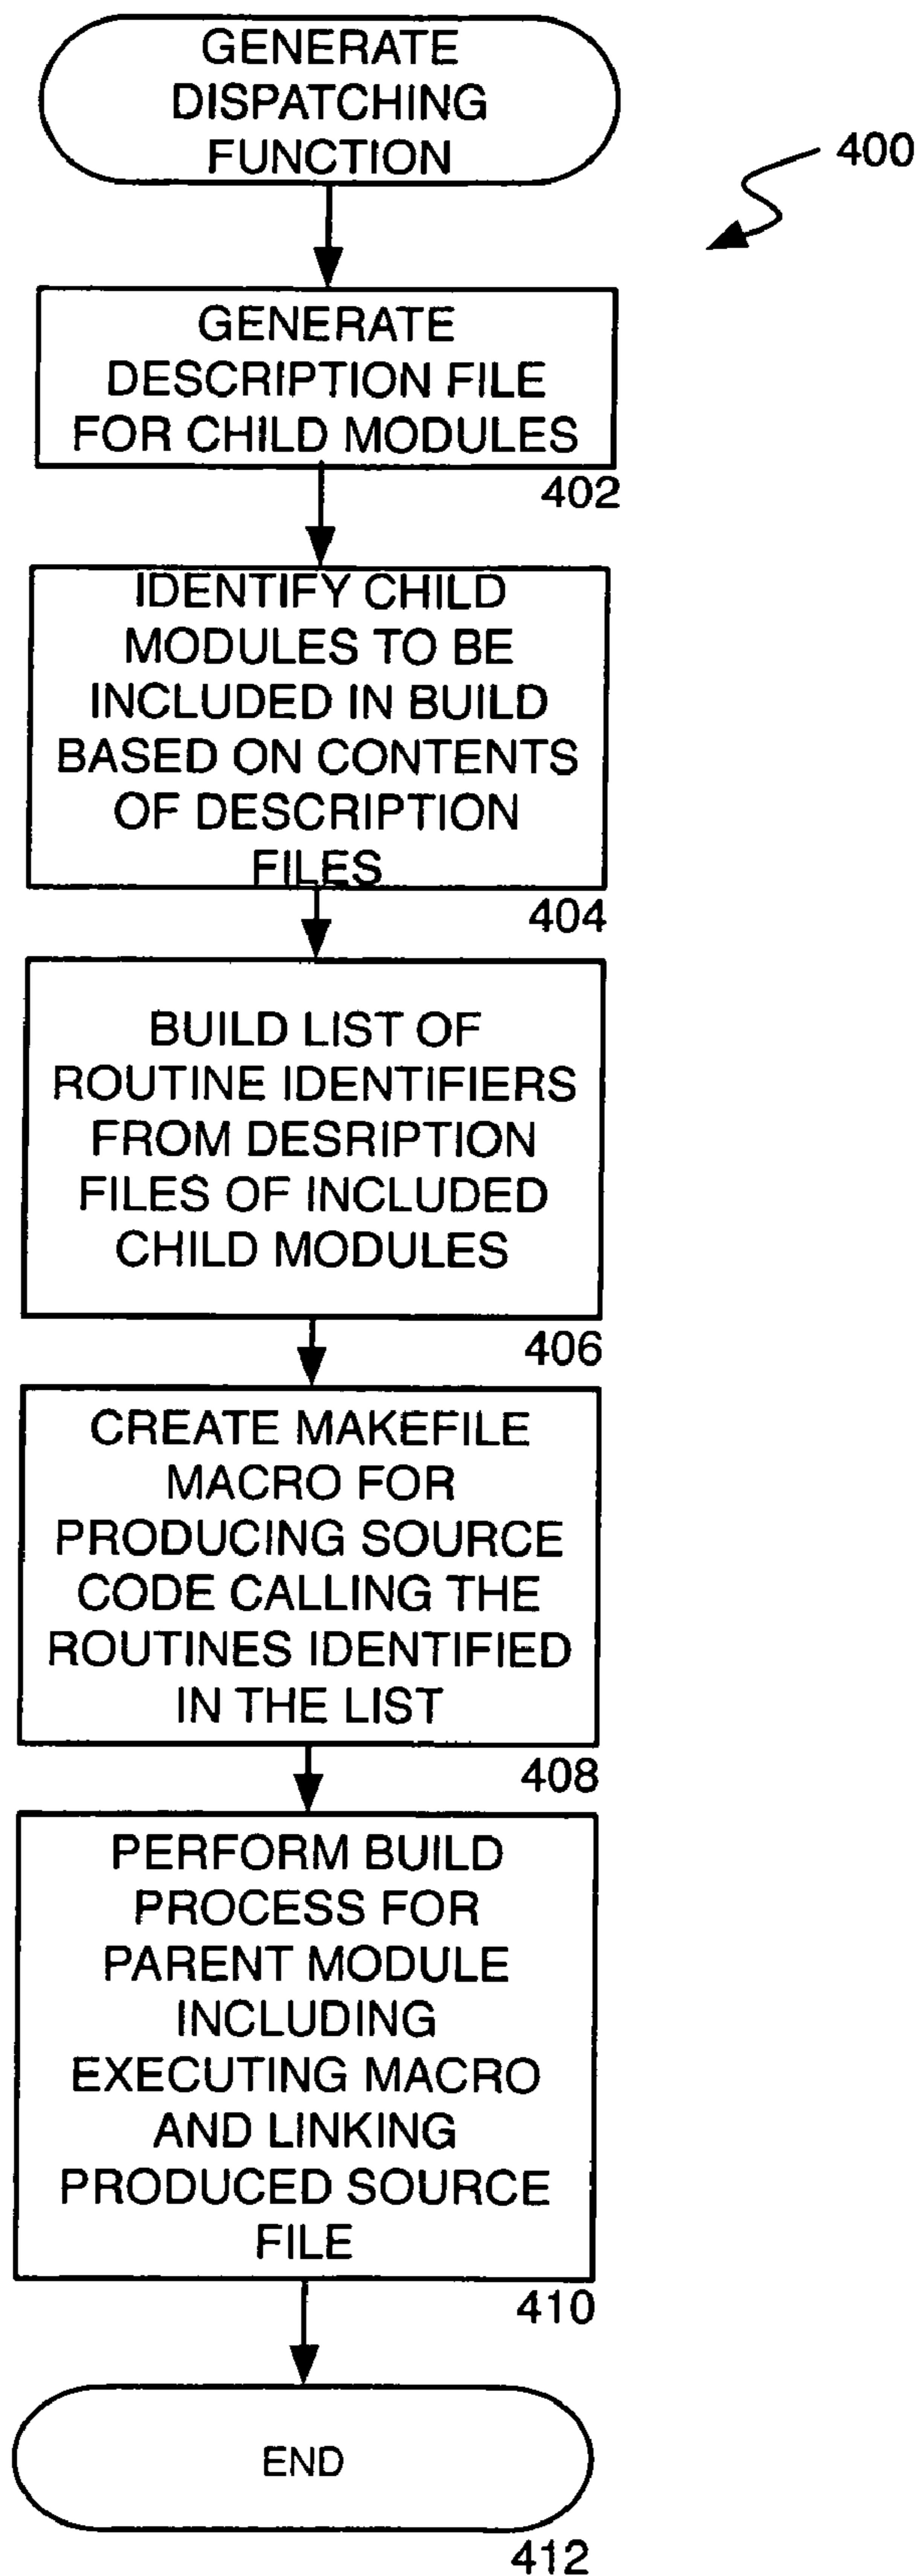 GENERATE
DISPATCHING
FUNCTION
400
GENERATE
DESCRIPTION FILE
FOR CHILD MODULES
402
IDENTIFY CHILD
MODULES TO BE
INCLUDED IN BUILD
BASED ON CONTENTS
OF DESCRIPTION
FILES
404
BUILD LIST OF
ROUTINE IDENTIFIERS
FROM DESRIPTION
FILES OF INCLUDED
CHILD MODULES
406
CREATE MAKEFILE
MACRO FOR
PRODUCING SOURCE
CODE CALLING THE
ROUTINES IDENTIFIED
IN THE LIST
408
PERFORM BUILD
PROCESS FOR
PARENT MODULE
INCLUDING
EXECUTING MACRO
AND LINKING
PRODUCED SOURCE
FILE
410
END
412